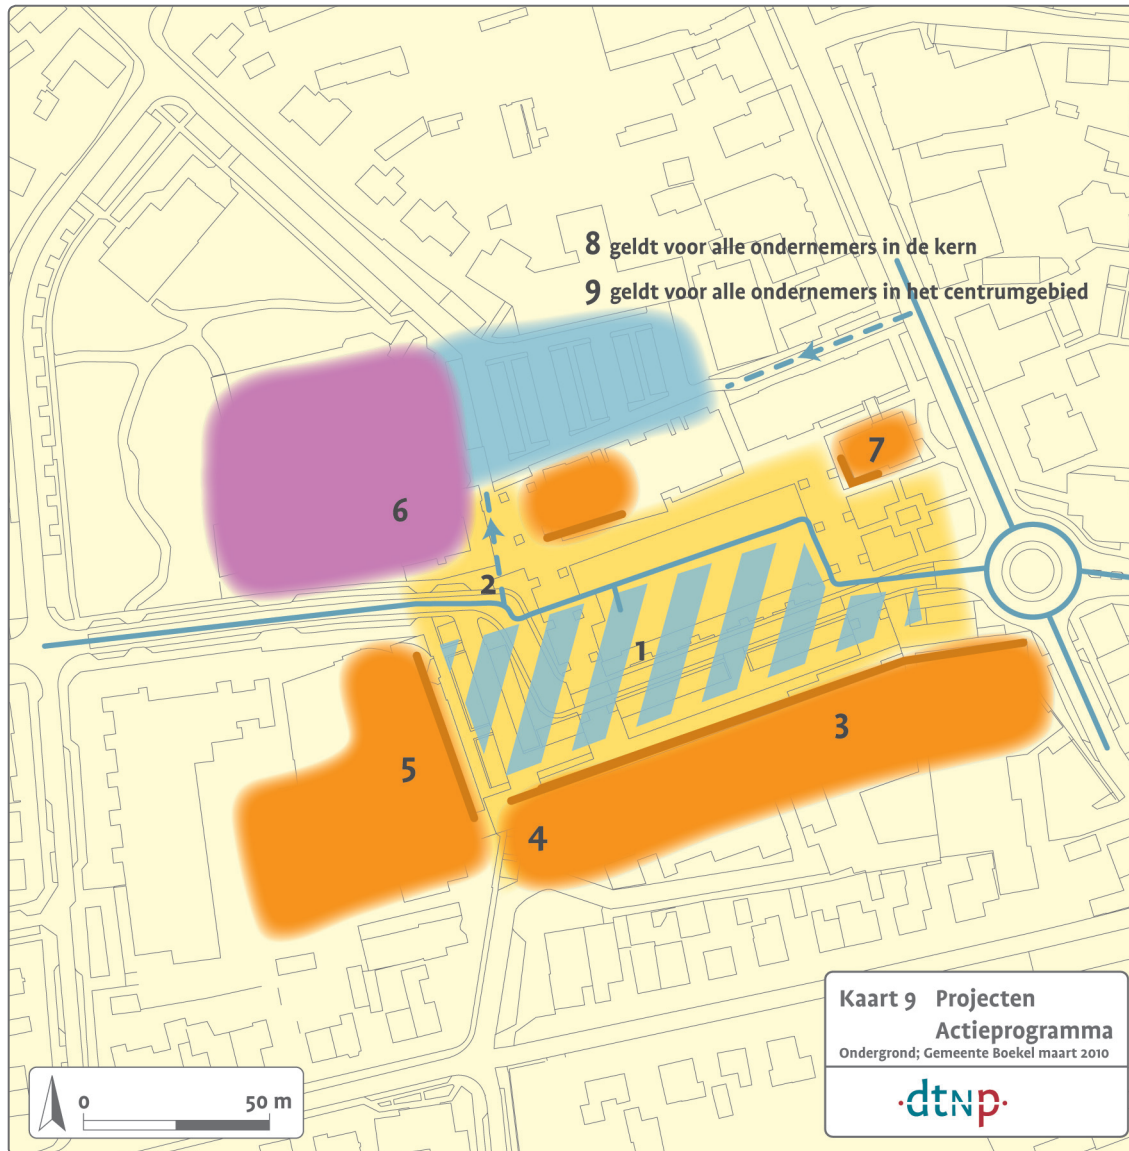 8 geldt voor alle ondernemers in de kern
9 geldt voor alle ondernemers in het centrumgebied
7
6
2
1
3
5
4
Kaart 9 Projecten
Actieprogramma
Ondergrond; Gemeente Boekel maart 2010
0 50 m
·dtNp·